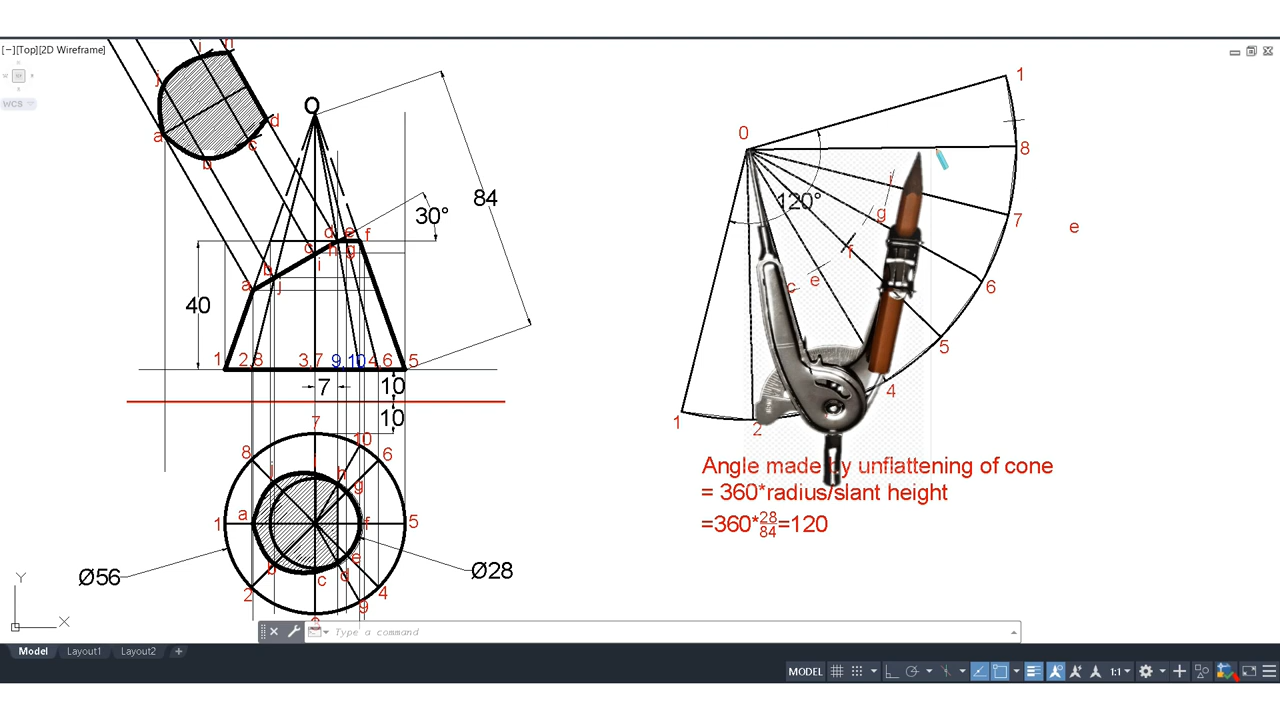 [−][Top][2D Wireframe]
WCS
i
h
j
a
b
c
d
O
84
30°
d
e
f
c
h
g
b
i
a
j
40
1
2,8
3,7
9,10
4,6
5
7
10
10
7
10
8
6
j
i
h
g
1
a
f
5
b
c
d
e
2
4
9
Ø56
Ø28
Y
X
0
1
8
120°
i
g
7
e
f
c
e
6
5
4
1
2
Angle made by unflattening of cone
= 360*radius/slant height
=360*28/84=120
Type a command
Model Layout1 Layout2 +
MODEL 1:1